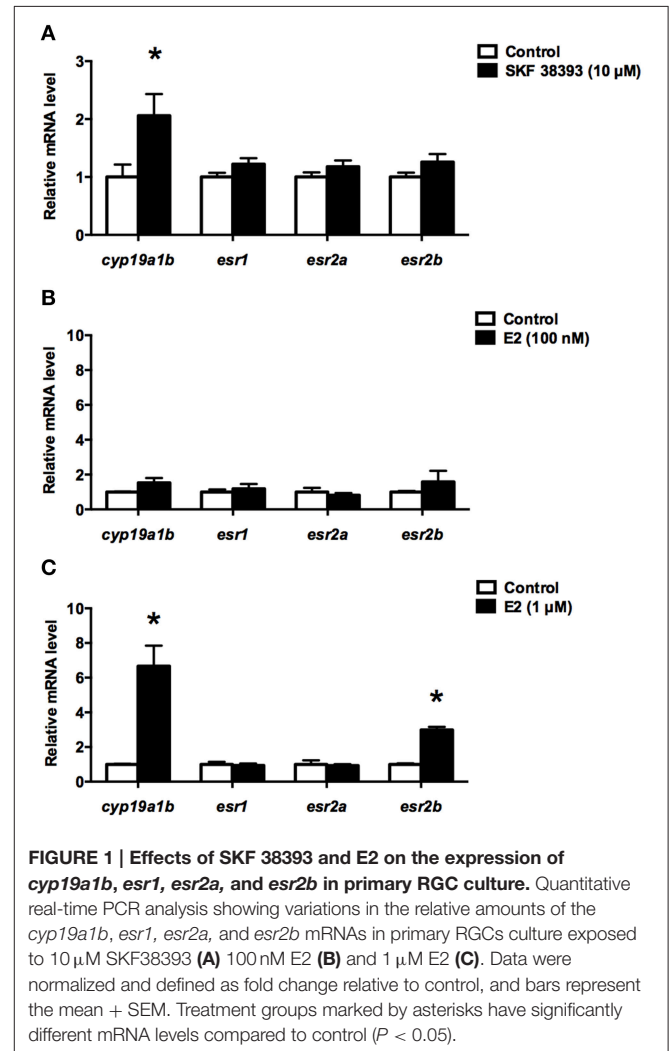 A
Relative mRNA level
3
2
1
0
*
Control
SKF 38393 (10 µM)
cyp19a1b esr1 esr2a esr2b
B
Relative mRNA level
10
8
6
4
2
0
Control
E2 (100 nM)
cyp19a1b esr1 esr2a esr2b
C
Relative mRNA level
10
8
6
4
2
0
*
*
Control
E2 (1 µM)
cyp19a1b esr1 esr2a esr2b
FIGURE 1 | Effects of SKF 38393 and E2 on the expression of
cyp19a1b, esr1, esr2a, and esr2b in primary RGC culture. Quantitative
real-time PCR analysis showing variations in the relative amounts of the
cyp19a1b, esr1, esr2a, and esr2b mRNAs in primary RGCs culture exposed
to 10 µM SKF38393 (A) 100 nM E2 (B) and 1 µM E2 (C). Data were
normalized and defined as fold change relative to control, and bars represent
the mean + SEM. Treatment groups marked by asterisks have significantly
different mRNA levels compared to control (P < 0.05).